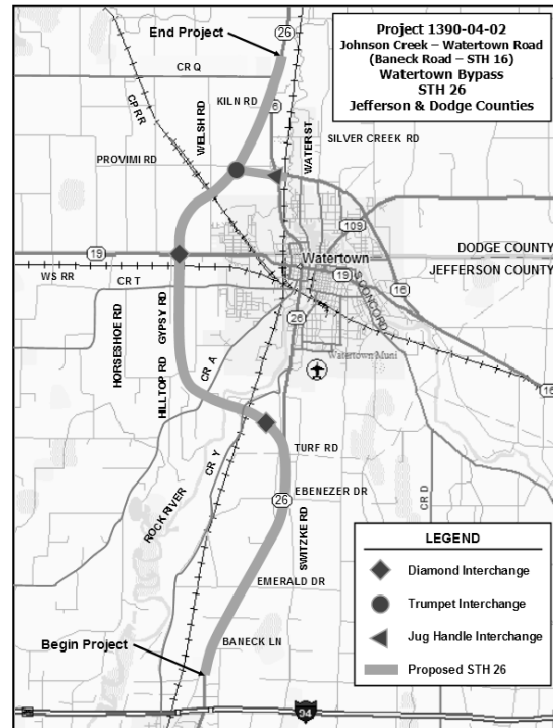 26
Project 1390-04-02
Johnson Creek – Watertown Road
(Baneck Road – STH 16)
Watertown Bypass
STH 26
Jefferson & Dodge Counties
End Project
CR Q
CP RR
WELSH RD
KILN RD
6
WATER ST
SILVER CREEK RD
PROVIMI RD
109
DODGE COUNTY
JEFFERSON COUNTY
19
Watertown
19
S CONCORD
16
WS RR
CR T
26
16
HORSESHOE RD
HILLTOP RD
GYPSY RD
CR A
Watertown Muni
TURF RD
CR Y
ROCK RIVER
26
EBENEZER DR
SWITZKE RD
CR D
EMERALD DR
BANECK LN
Begin Project
LEGEND
Diamond Interchange
Trumpet Interchange
Jug Handle Interchange
Proposed STH 26
94